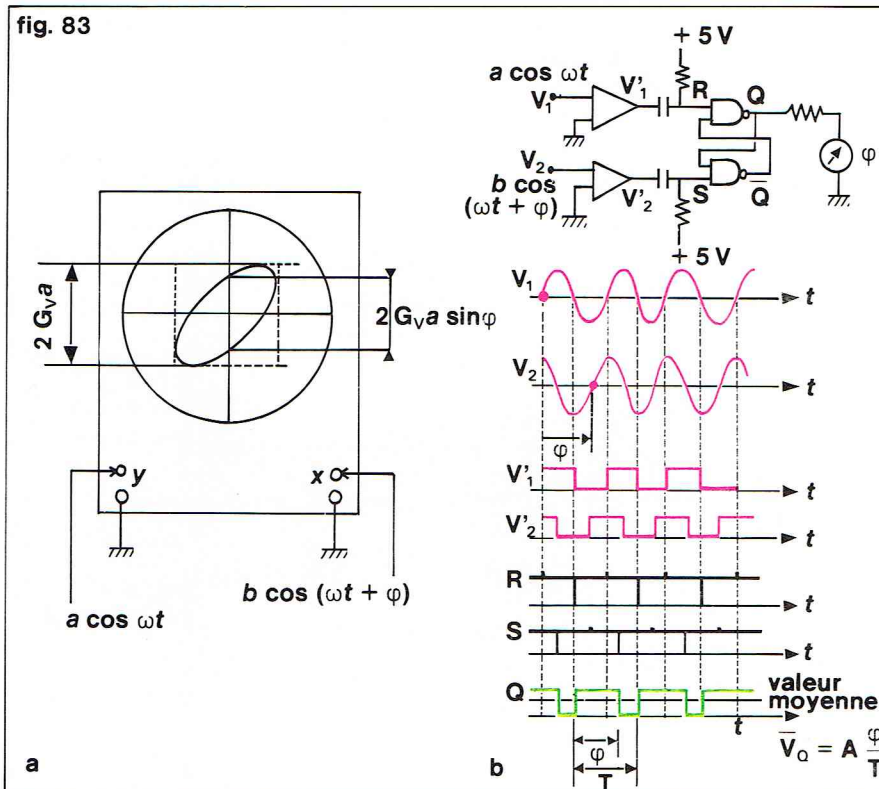 fig. 83
2 Gᵥa
2 Gᵥa sinφ
y
x
a cos ωt
b cos (ωt + φ)
a
+ 5 V
a cos ωt
V₁
V'₁
R
Q
V₂
b cos
(ωt + φ)
V'₂
S
Q̅
φ
+ 5 V
V₁
t
V₂
t
φ
V'₁
t
V'₂
t
R
t
S
t
Q
valeur
moyenne
t
φ
T
V̅_Q = A φ/T
b